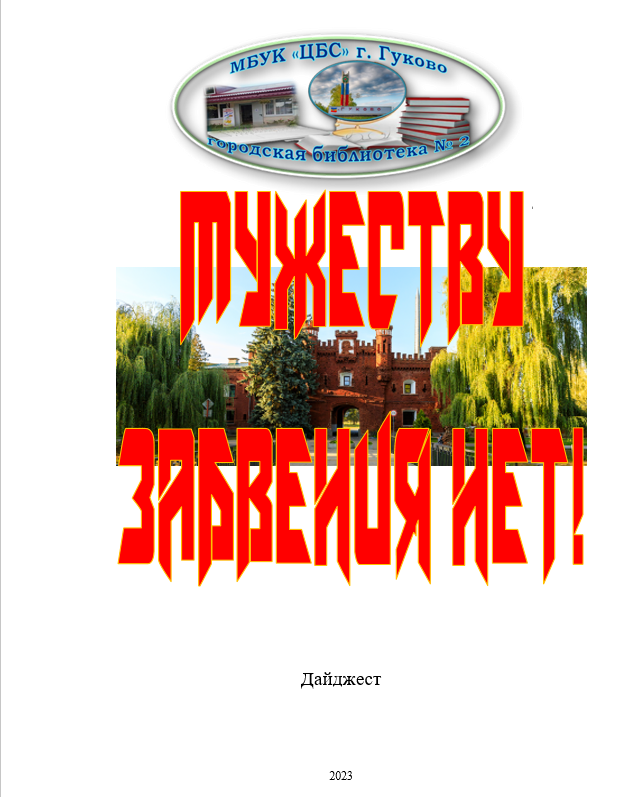 МБУК «ЦБС» г. Гуково
городская библиотека № 2
МУЖЕСТВУ
ЗАБВЕНИЯ НЕТ!
Дайджест
2023